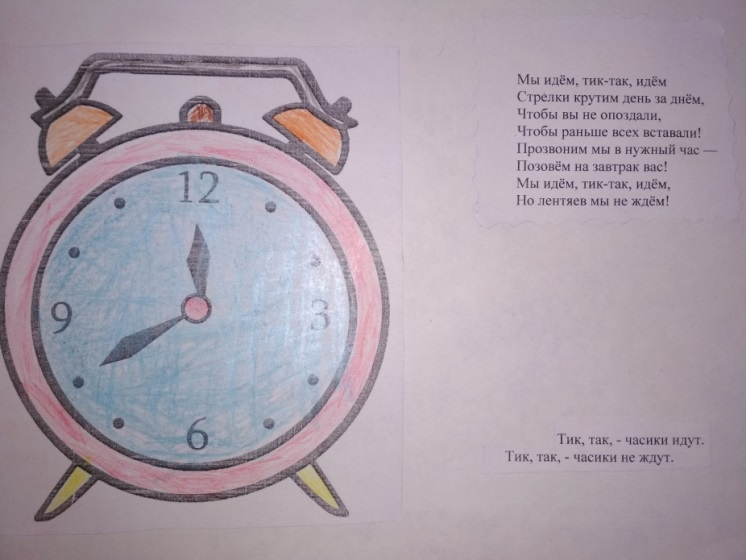 12
9
3
6
Мы идём, тик-так, идём
Стрелки крутим день за днём,
Чтобы вы не опоздали,
Чтобы раньше всех вставали!
Прозвоним мы в нужный час —
Позовём на завтрак вас!
Мы идём, тик-так, идём,
Но лентяев мы не ждём!
Тик, так, - часики идут.
Тик, так, - часики не ждут.